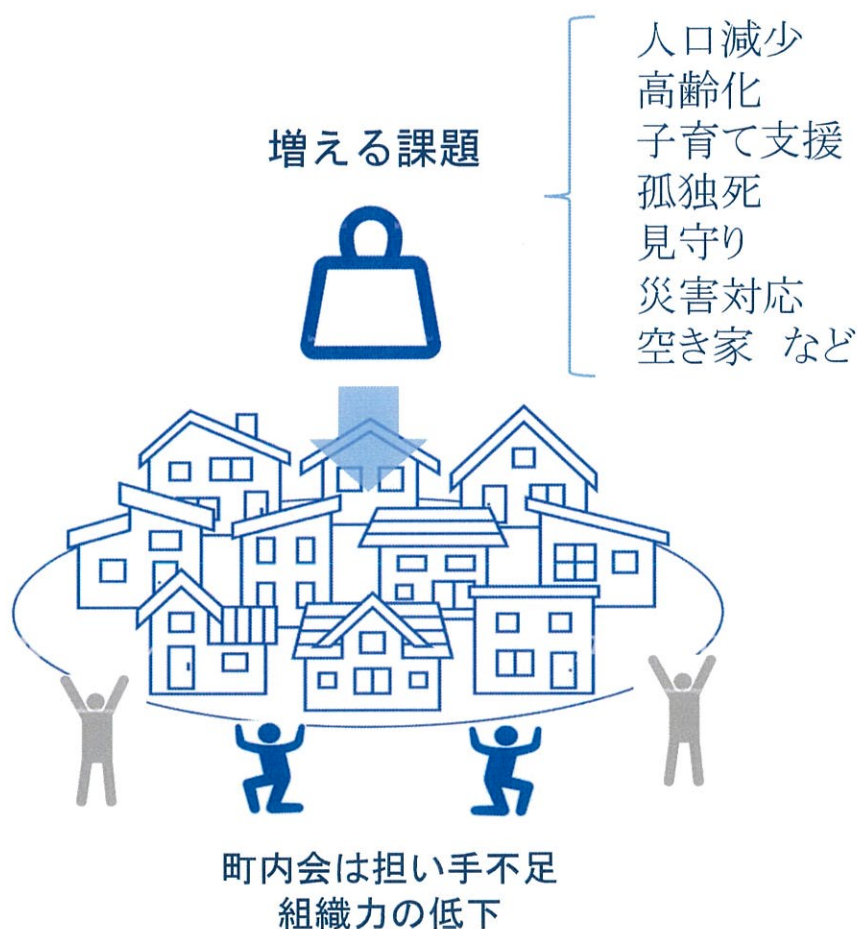 増える課題
人口減少
高齢化
子育て支援
孤独死
見守り
災害対応
空き家 など
町内会は担い手不足
組織力の低下